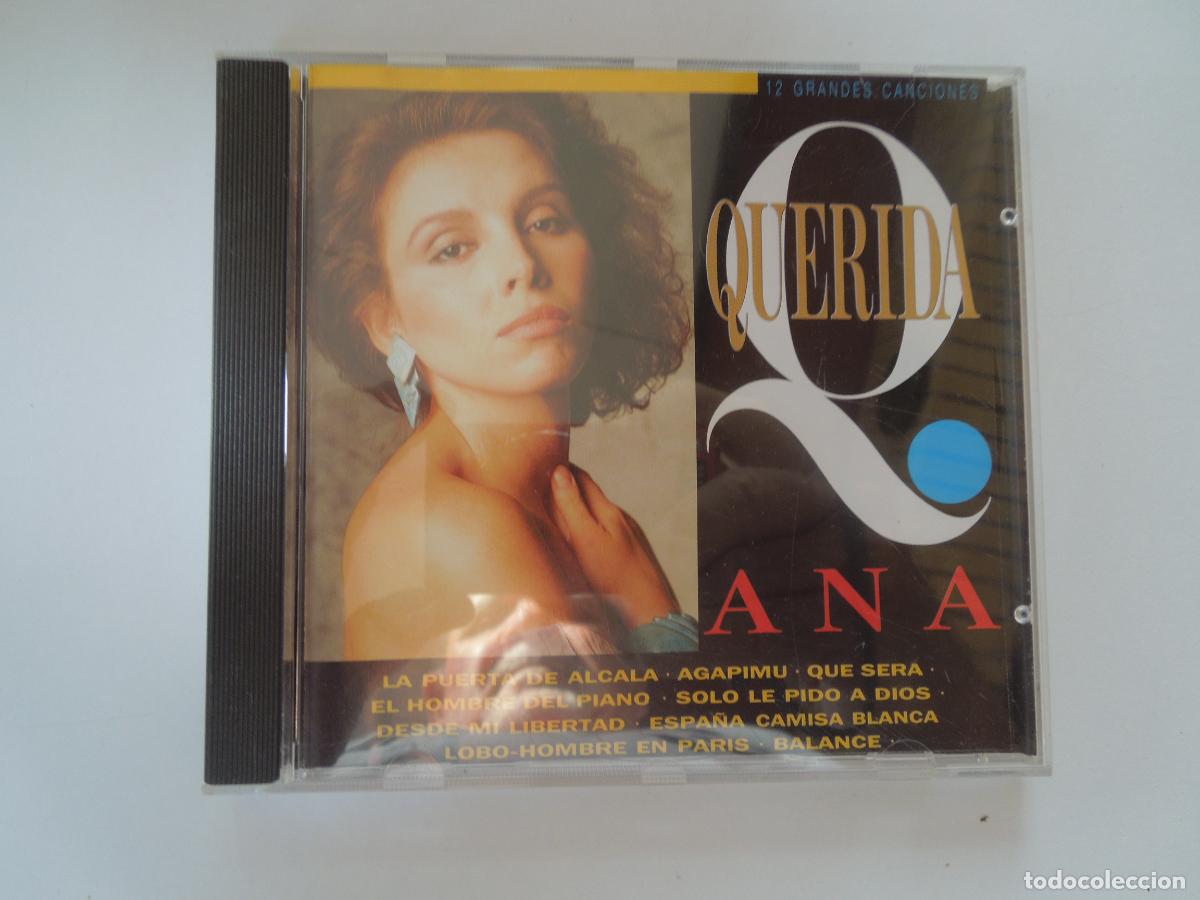 12 GRANDES CANCIONES
Q
QUERIDA
ANA
LA PUERTA DE ALCALA · AGAPIMU · QUE SERA ·
EL HOMBRE DEL PIANO · SOLO LE PIDO A DIOS ·
DESDE MI LIBERTAD · ESPAÑA CAMISA BLANCA
LOBO-HOMBRE EN PARIS · BALANCE ·
todocoleccion